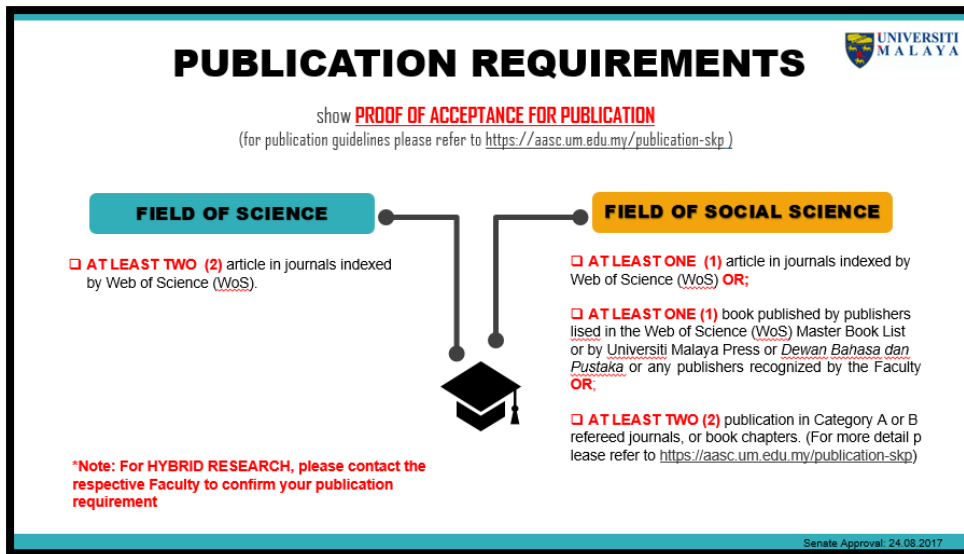 UNIVERSITI
MALAYA
PUBLICATION REQUIREMENTS
show PROOF OF ACCEPTANCE FOR PUBLICATION
(for publication guidelines please refer to https://aasc.um.edu.my/publication-skp )
FIELD OF SCIENCE
❑ AT LEAST TWO (2) article in journals indexed
by Web of Science (WoS).
*Note: For HYBRID RESEARCH, please contact the
respective Faculty to confirm your publication
requirement
FIELD OF SOCIAL SCIENCE
❑ AT LEAST ONE (1) article in journals indexed by
Web of Science (WoS) OR;
❑ AT LEAST ONE (1) book published by publishers
lised in the Web of Science (WoS) Master Book List
or by Universiti Malaya Press or Dewan Bahasa dan
Pustaka or any publishers recognized by the Faculty
OR;
❑ AT LEAST TWO (2) publication in Category A or B
refereed journals, or book chapters. (For more detail p
lease refer to https://aasc.um.edu.my/publication-skp)
Senate Approval: 24.08.2017